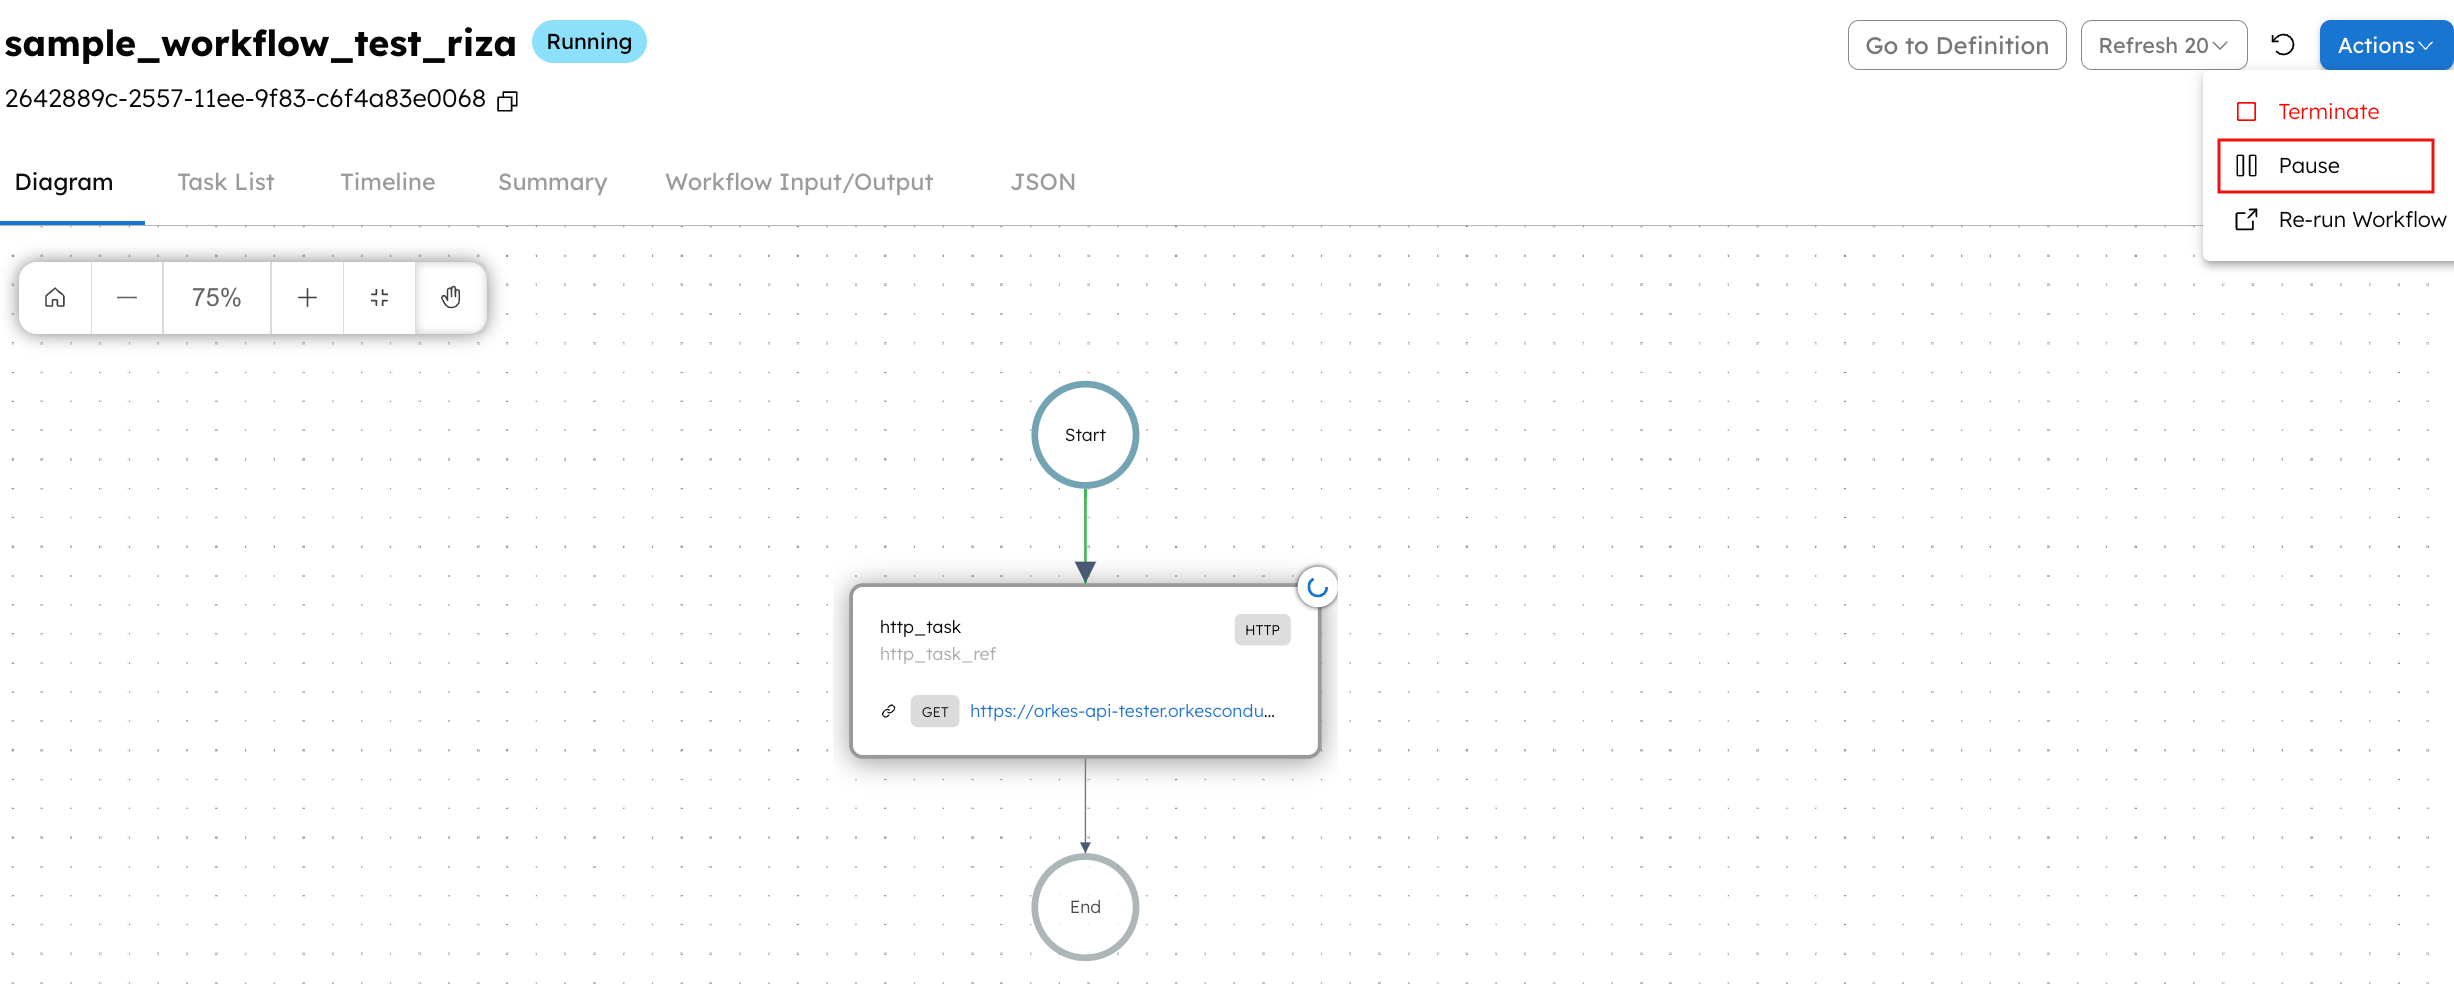 sample_workflow_test_riza Running
Go to Definition Refresh 20 Actions
2642889c-2557-11ee-9f83-c6f4a83e0068
Terminate
Pause
Re-run Workflow
Diagram Task List Timeline Summary Workflow Input/Output JSON
75%
Start
http_task HTTP
http_task_ref
GET https://orkes-api-tester.orkescondu...
End